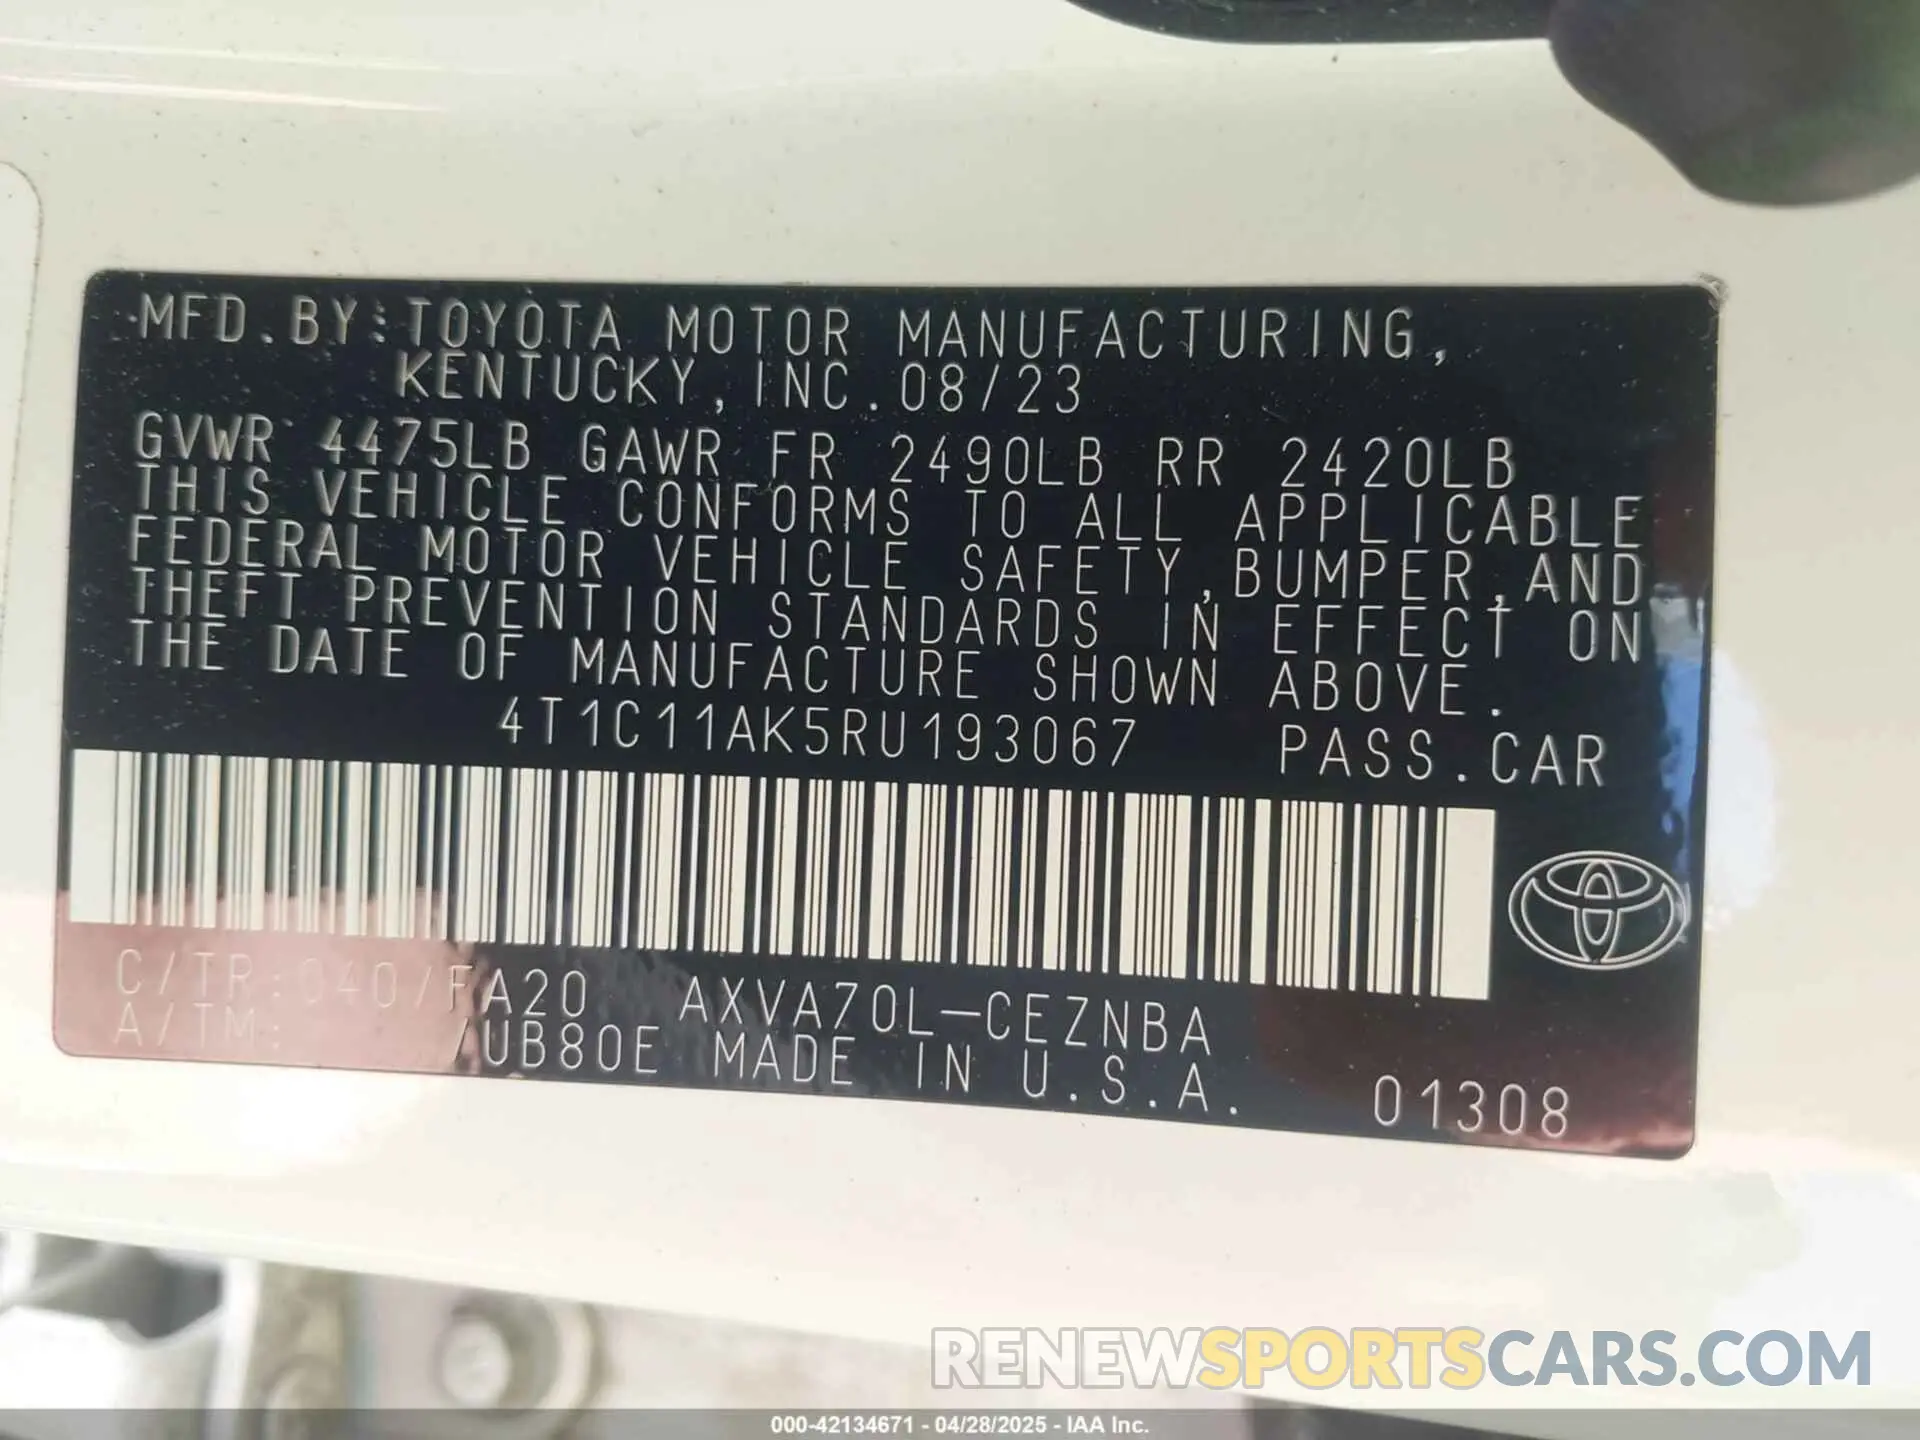 MFD.BY:TOYOTA MOTOR MANUFACTURING,
KENTUCKY,INC.08/23
GVWR 4475LB GAWR FR 2490LB RR 2420LB
THIS VEHICLE CONFORMS TO ALL APPLICABLE
FEDERAL MOTOR VEHICLE SAFETY,BUMPER,AND
THEFT PREVENTION STANDARDS IN EFFECT ON
THE DATE OF MANUFACTURE SHOWN ABOVE.
4T1C11AK5RU193067 PASS.CAR
C/TR:040/FA20 AXVA70L-CEZNBA
A/TM: /UB80E MADE IN U.S.A.
01308
RENEWSPORTSCARS.COM
000-42134671 - 04/28/2025 - IAA Inc.